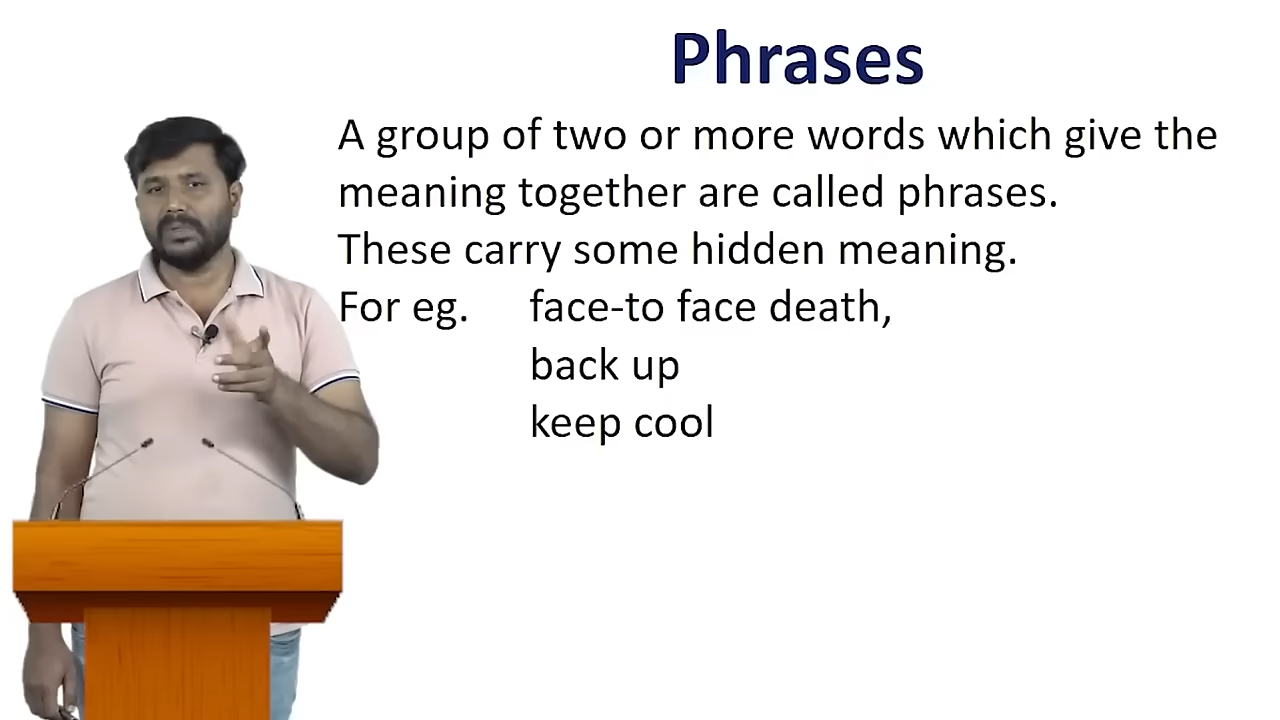 Phrases
A group of two or more words which give the
meaning together are called phrases.
These carry some hidden meaning.
For eg. face-to face death,
back up
keep cool